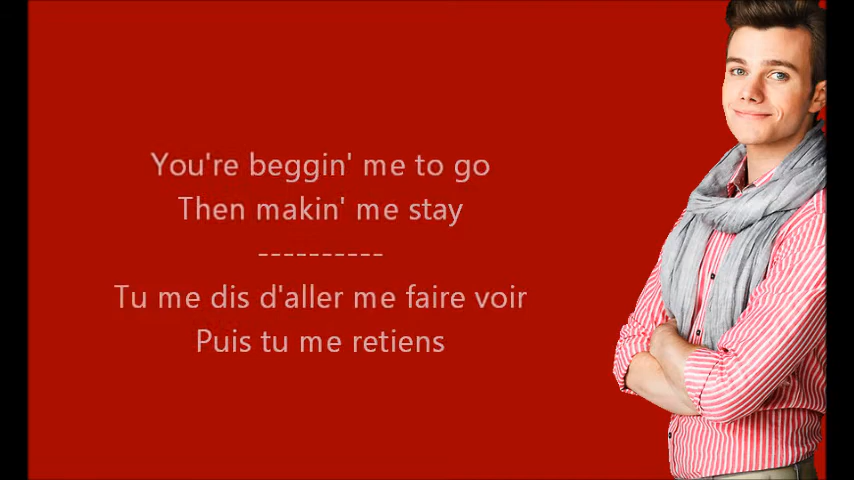 You're beggin' me to go
Then makin' me stay
----------
Tu me dis d'aller me faire voir
Puis tu me retiens